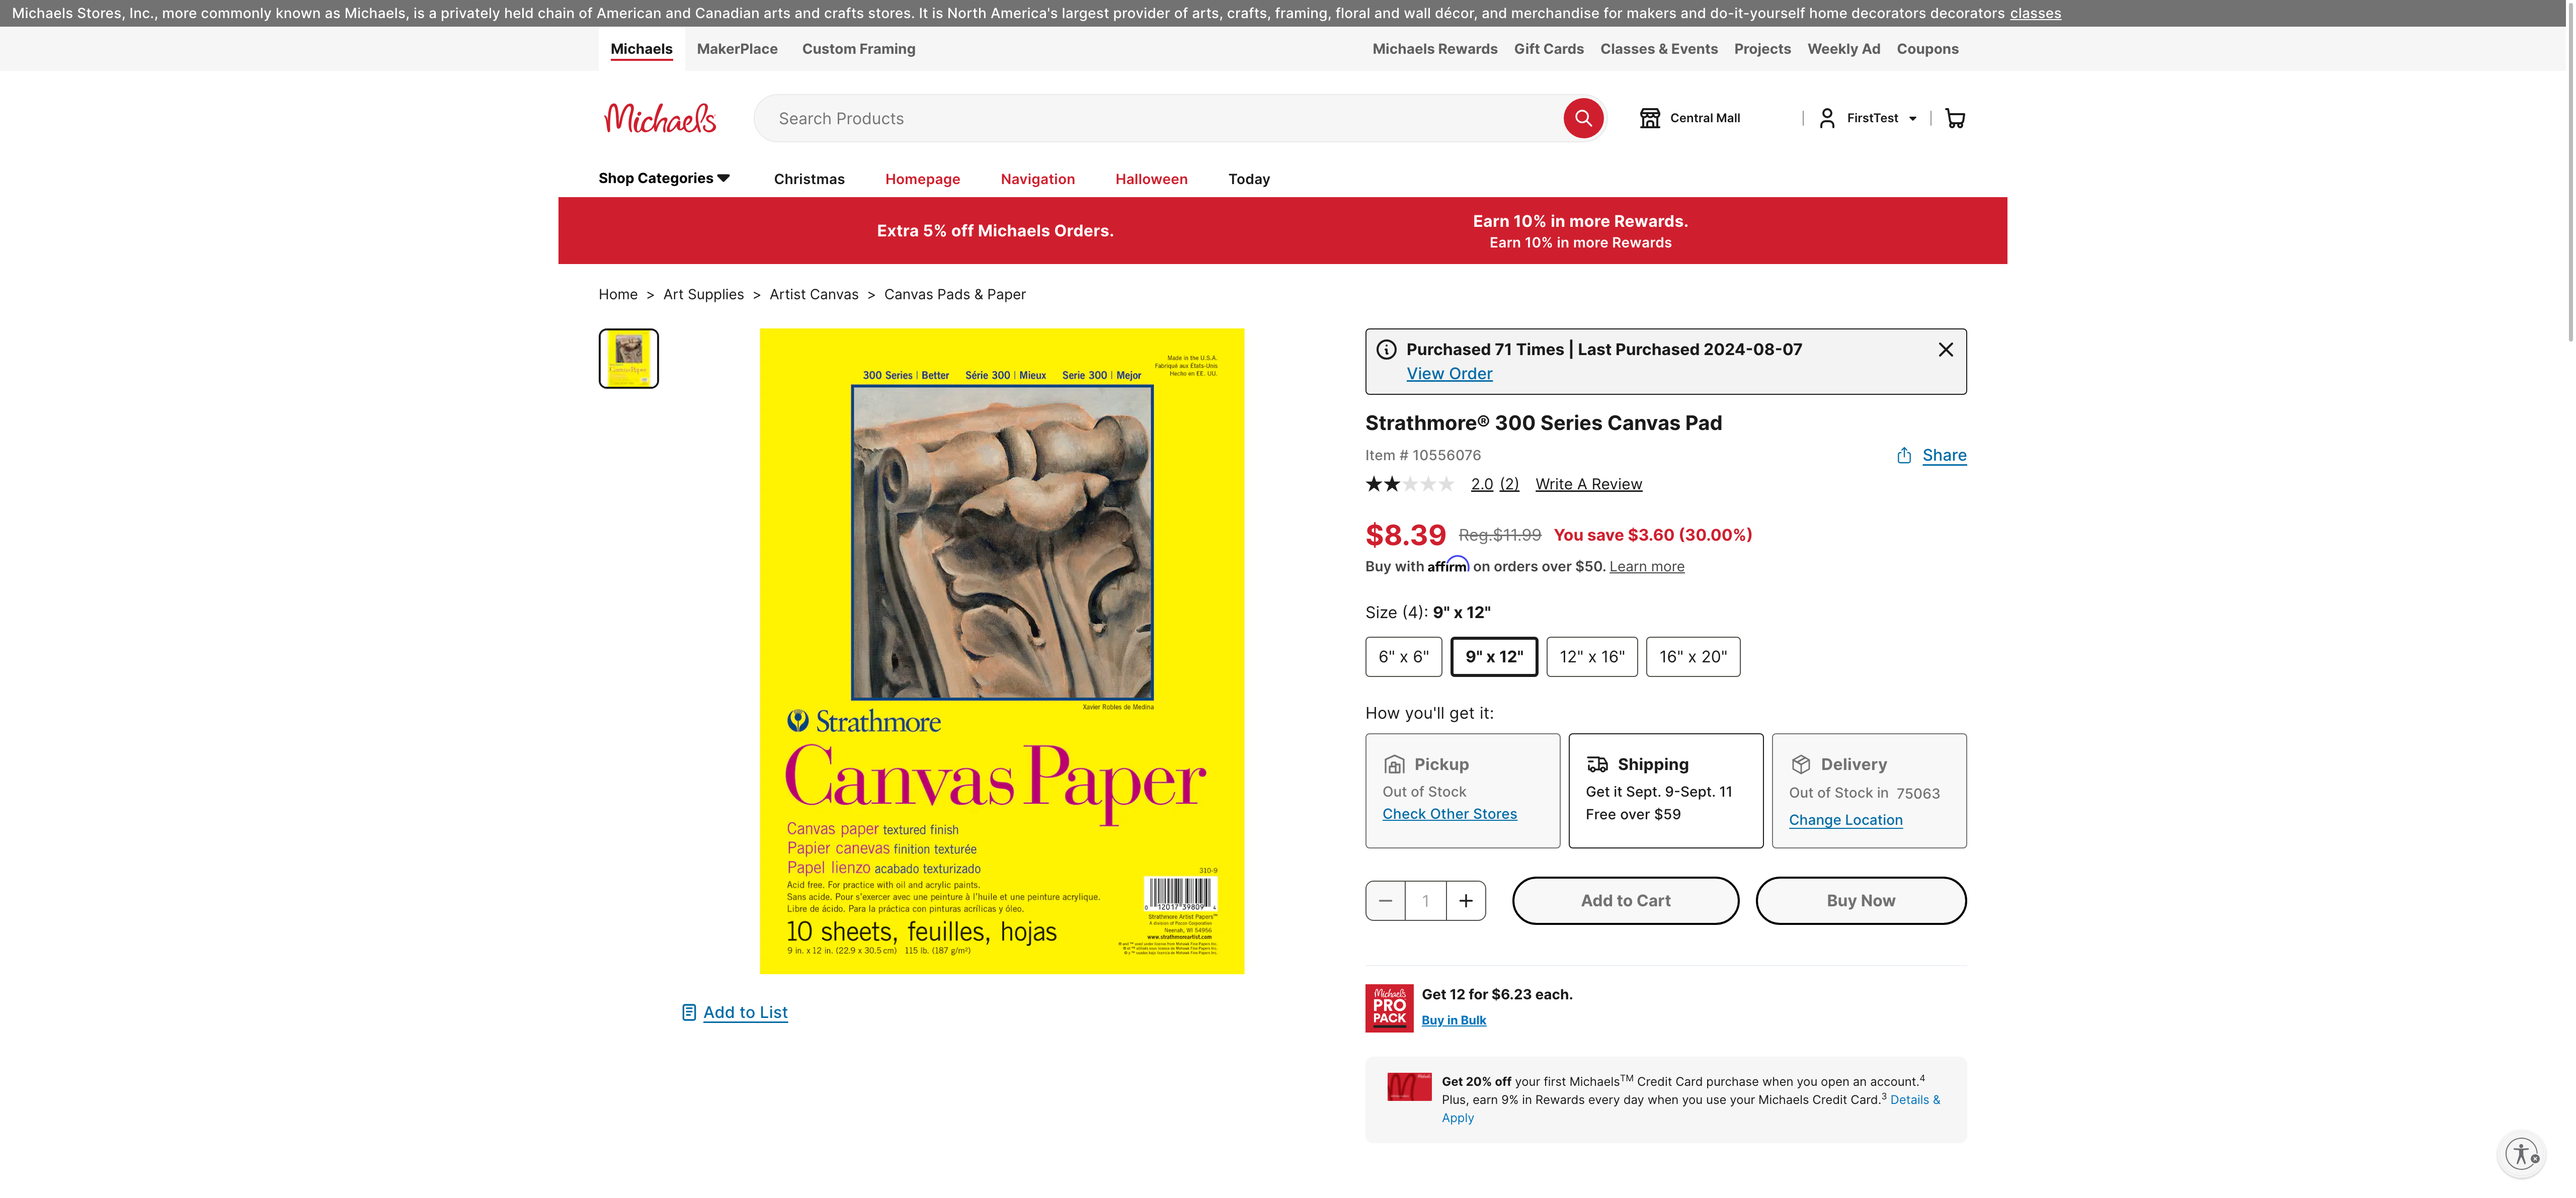 Michaels Stores, Inc., more commonly known as Michaels, is a privately held chain of American and Canadian arts and crafts stores. It is North America's largest provider of arts, crafts, framing, floral and wall décor, and merchandise for makers and do-it-yourself home decorators decorators classes
Michaels MakerPlace Custom Framing Michaels Rewards Gift Cards Classes & Events Projects Weekly Ad Coupons
Michaels Search Products Central Mall | FirstTest |
Shop Categories Christmas Homepage Navigation Halloween Today
Extra 5% off Michaels Orders.
Earn 10% in more Rewards.
Earn 10% in more Rewards
Home > Art Supplies > Artist Canvas > Canvas Pads & Paper
Made in the U.S.A.
Fabriqué aux États-Unis
Hecho en EE. UU.
300 Series | Better Série 300 | Mieux Serie 300 | Mejor
Xavier Robles de Medina
Strathmore
Canvas Paper
Canvas paper textured finish
Papier canevas finition texturée
Papel lienzo acabado texturizado
Acid free. For practice with oil and acrylic paints.
Sans acide. Pour s'exercer avec une peinture à l'huile et une peinture acrylique.
Libre de ácido. Para la práctica con pinturas acrílicas y óleo.
10 sheets, feuilles, hojas
9 in. x 12 in. (22.9 x 30.5 cm) 115 lb. (187 g/m²)
310-9
0 12017 39809 4
Strathmore Artist Papers™
A division of Pacon Corporation
Neenah, WI 54956
www.strathmoreartist.com
Add to List
Purchased 71 Times | Last Purchased 2024-08-07
View Order
Strathmore® 300 Series Canvas Pad
Item # 10556076
Share
2.0 (2) Write A Review
$8.39 Reg.$11.99 You save $3.60 (30.00%)
Buy with affirm on orders over $50. Learn more
Size (4): 9" x 12"
6" x 6" 9" x 12" 12" x 16" 16" x 20"
How you'll get it:
Pickup
Out of Stock
Check Other Stores
Shipping
Get it Sept. 9-Sept. 11
Free over $59
Delivery
Out of Stock in 75063
Change Location
1 Add to Cart Buy Now
Michaels
PRO
PACK
Get 12 for $6.23 each.
Buy in Bulk
Get 20% off your first Michaels™ Credit Card purchase when you open an account.⁴
Plus, earn 9% in Rewards every day when you use your Michaels Credit Card.³ Details &
Apply